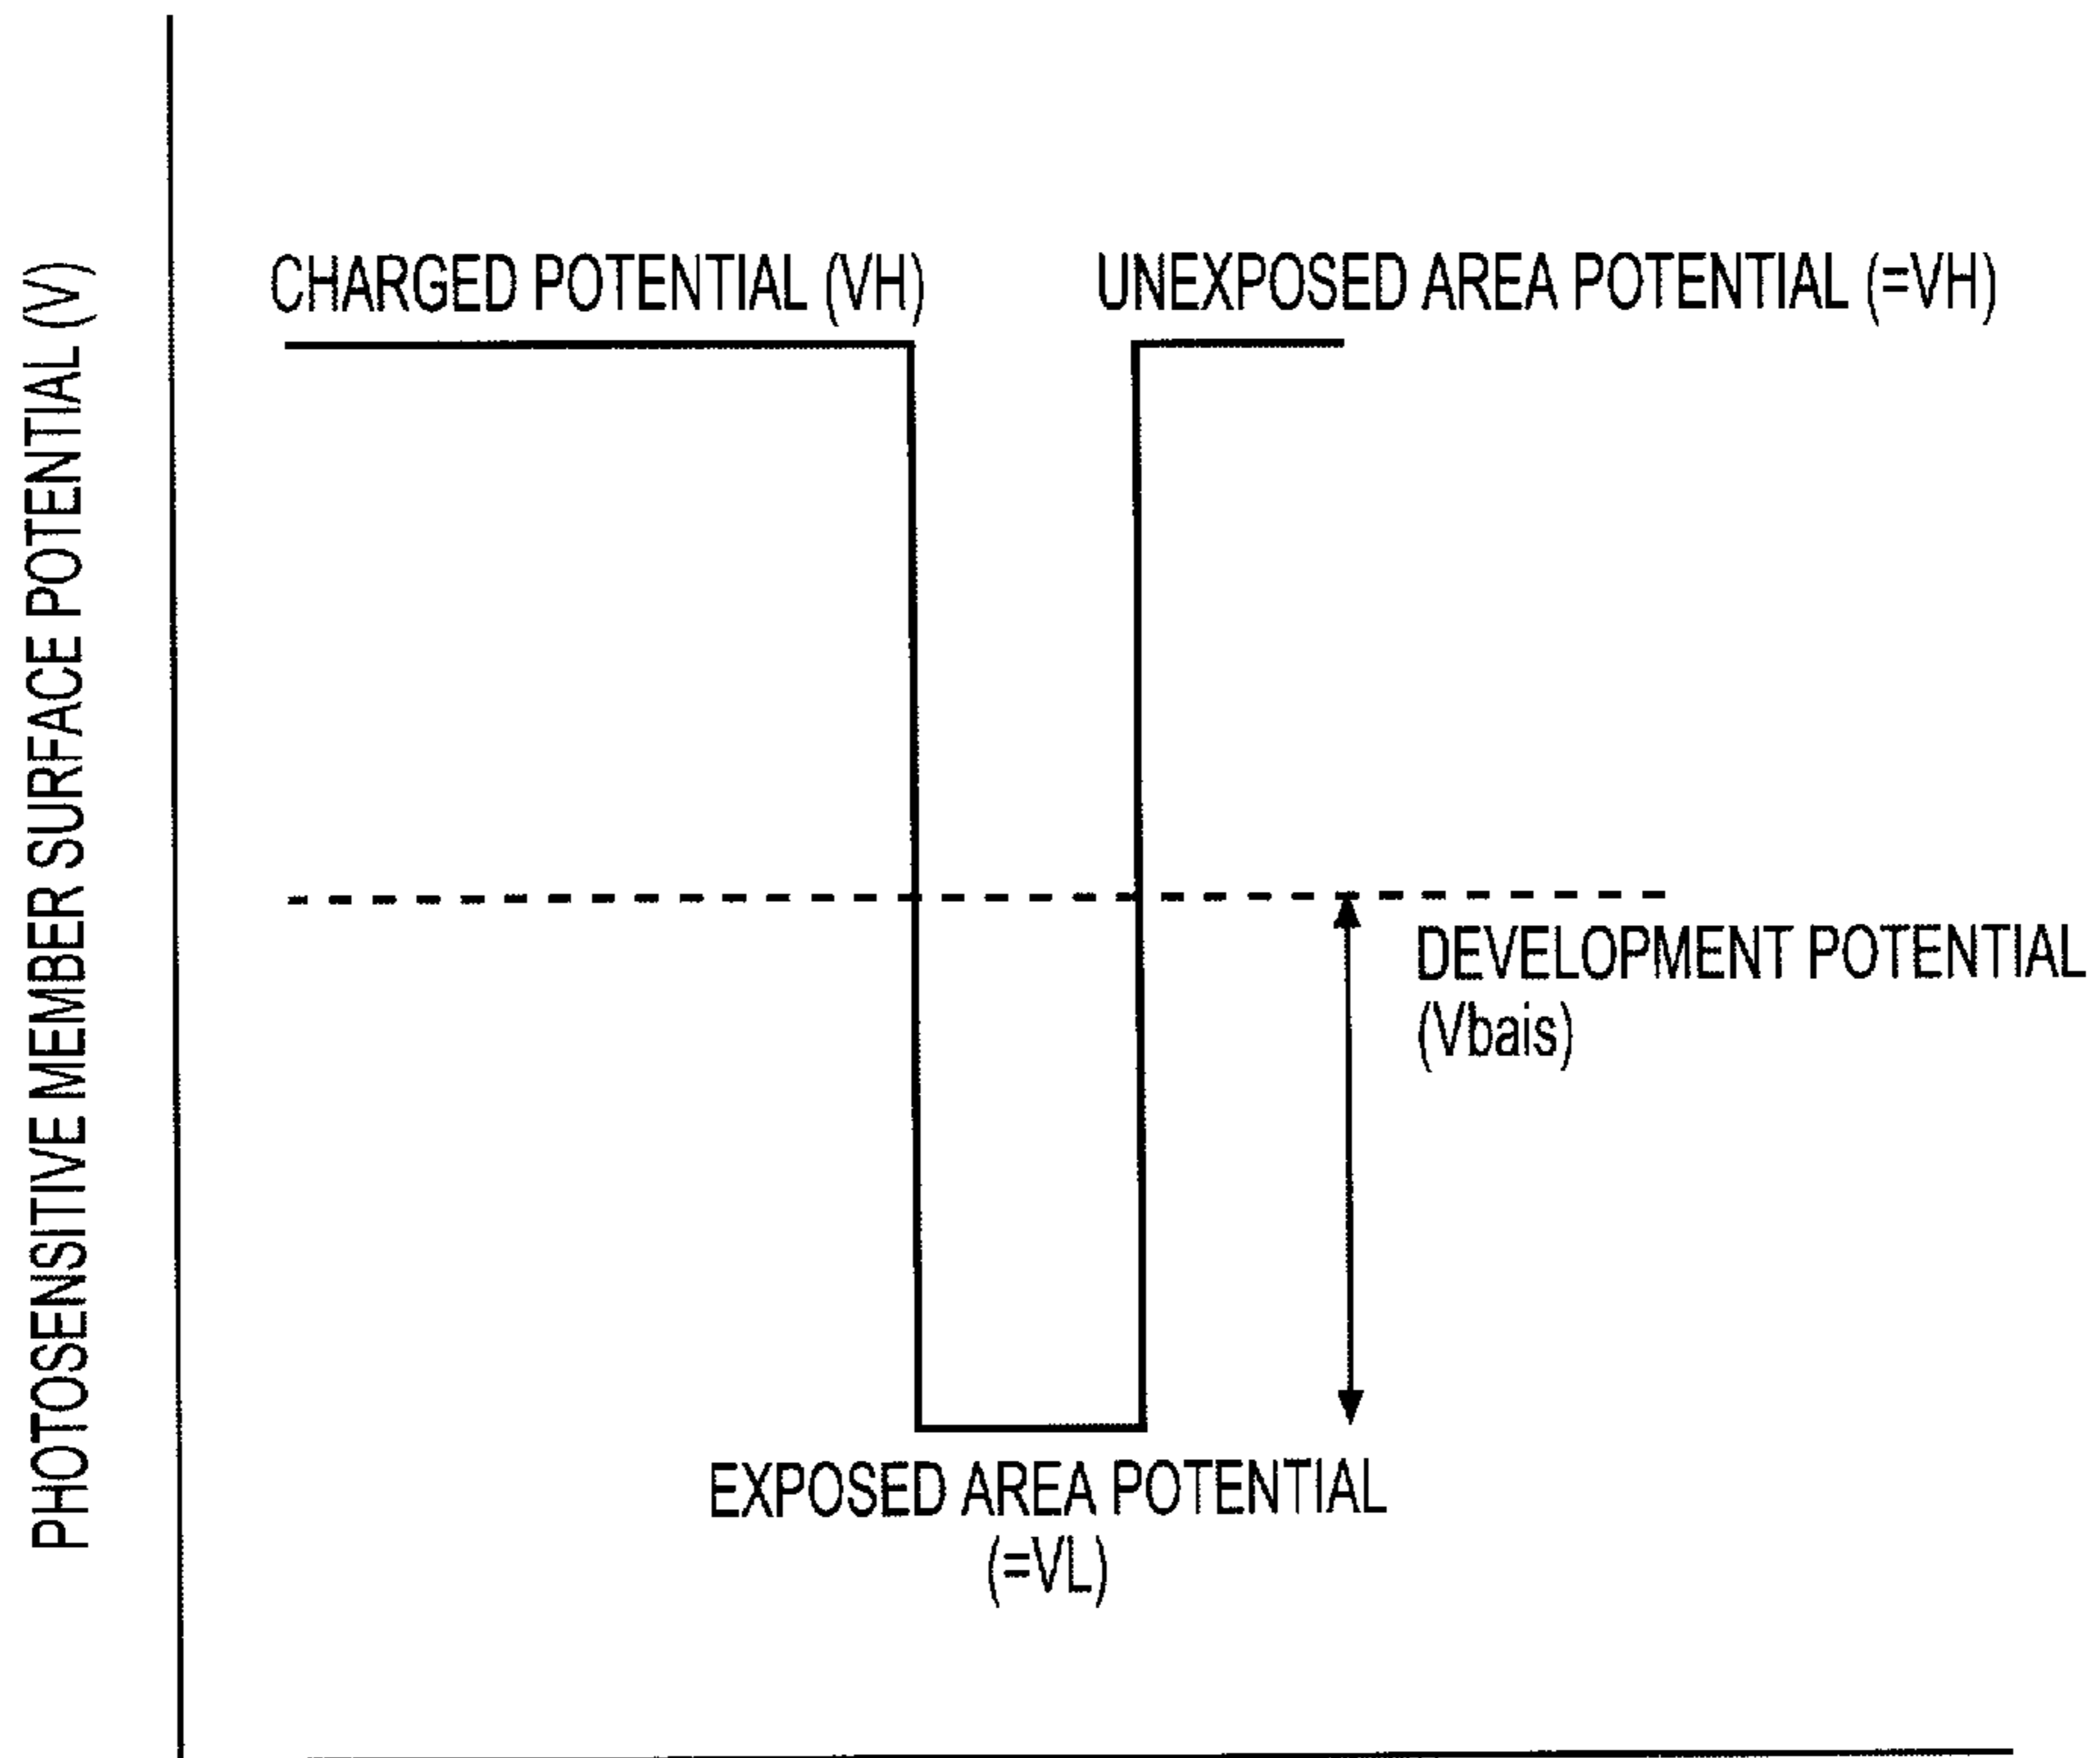 PHOTOSENSITIVE MEMBER SURFACE POTENTIAL (V)
CHARGED POTENTIAL (VH)
UNEXPOSED AREA POTENTIAL (=VH)
DEVELOPMENT POTENTIAL
(Vbais)
EXPOSED AREA POTENTIAL
(=VL)